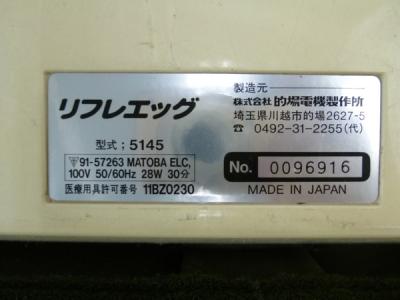 リフレエッグ
型式；5145
91-57263 MATOBA ELC,
100V 50/60Hz 28W 30分
医療用具許可番号 11BZ0230
製造元
株式会社 的場電機製作所
埼玉県川越市的場2627-5
☎ 0492-31-2255(代)
No. 0096916
MADE IN JAPAN